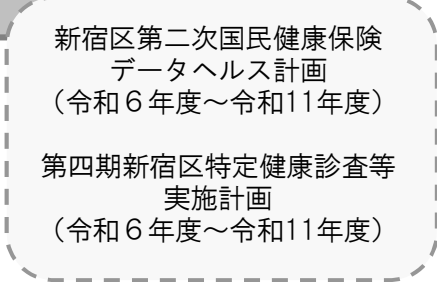 新宿区第二次国民健康保険
データヘルス計画
（令和６年度～令和11年度）
第四期新宿区特定健康診査等
実施計画
（令和６年度～令和11年度）